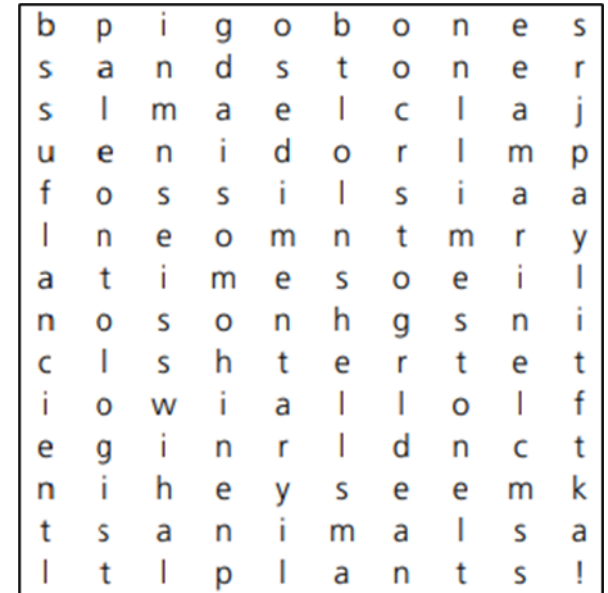 b p i g o b o n e s
s a n d s t o n e r
s l m a e l c l a j
u e n i d o r l m p
f o s s i l s i a a
l n e o m n t m r y
a t i m e s o e i l
n o s o n h g s n i
c l s h t e r t e t
i o w i a l l o l f
e g i n r l d n c t
n i h e y s e e m k
t s a n i m a l s a
l t l p l a n t s !